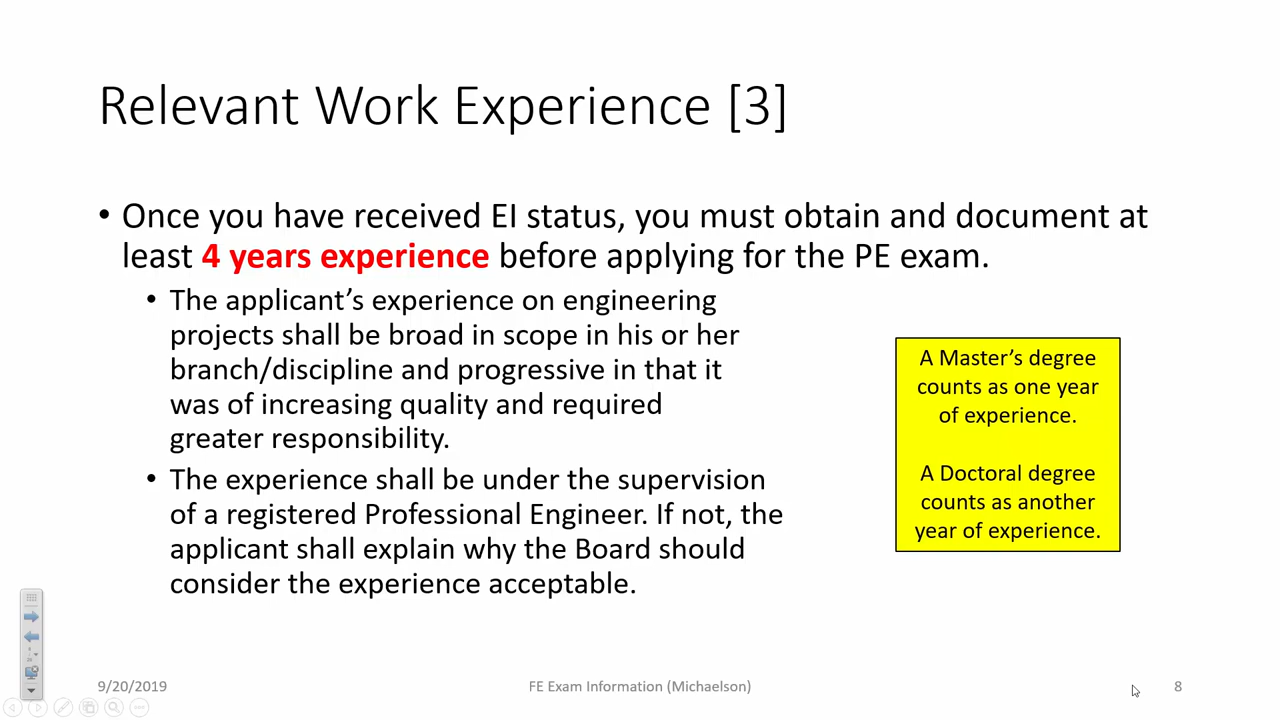 Relevant Work Experience [3]
• Once you have received EI status, you must obtain and document at
least 4 years experience before applying for the PE exam.
• The applicant’s experience on engineering
projects shall be broad in scope in his or her
branch/discipline and progressive in that it
was of increasing quality and required
greater responsibility.
• The experience shall be under the supervision
of a registered Professional Engineer. If not, the
applicant shall explain why the Board should
consider the experience acceptable.
A Master’s degree
counts as one year
of experience.
A Doctoral degree
counts as another
year of experience.
9/20/2019
FE Exam Information (Michaelson)
8